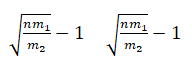 √(nm₁/m₂) − 1 √(nm₁/m₂) − 1